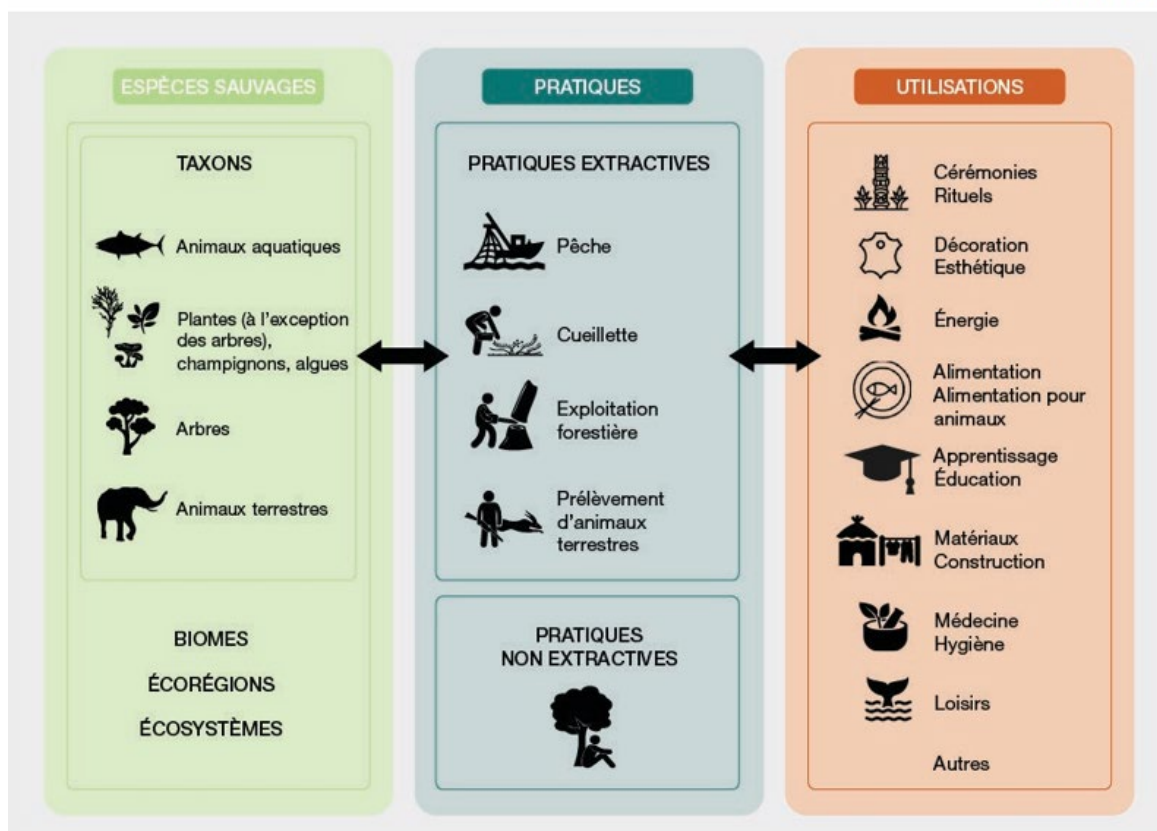 ESPÈCES SAUVAGES
TAXONS
Animaux aquatiques
Plantes (à l'exception
des arbres),
champignons, algues
Arbres
Animaux terrestres
BIOMES
ÉCORÉGIONS
ÉCOSYSTÈMES
PRATIQUES
PRATIQUES EXTRACTIVES
Pêche
Cueillette
Exploitation
forestière
Prélèvement
d'animaux
terrestres
PRATIQUES
NON EXTRACTIVES
UTILISATIONS
Cérémonies
Rituels
Décoration
Esthétique
Énergie
Alimentation
Alimentation pour
animaux
Apprentissage
Éducation
Matériaux
Construction
Médecine
Hygiène
Loisirs
Autres